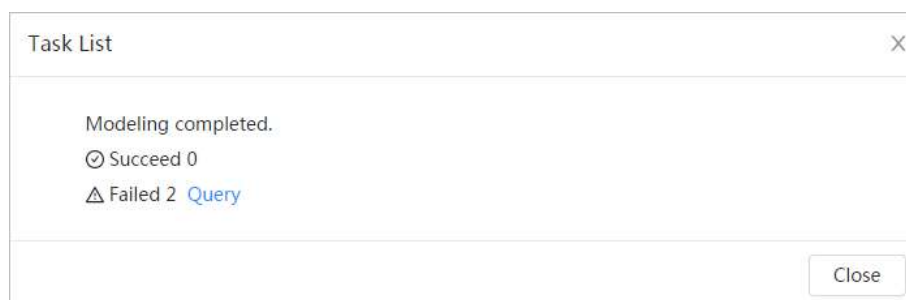 Task List
Modeling completed.
Succeed 0
Failed 2 Query
Close